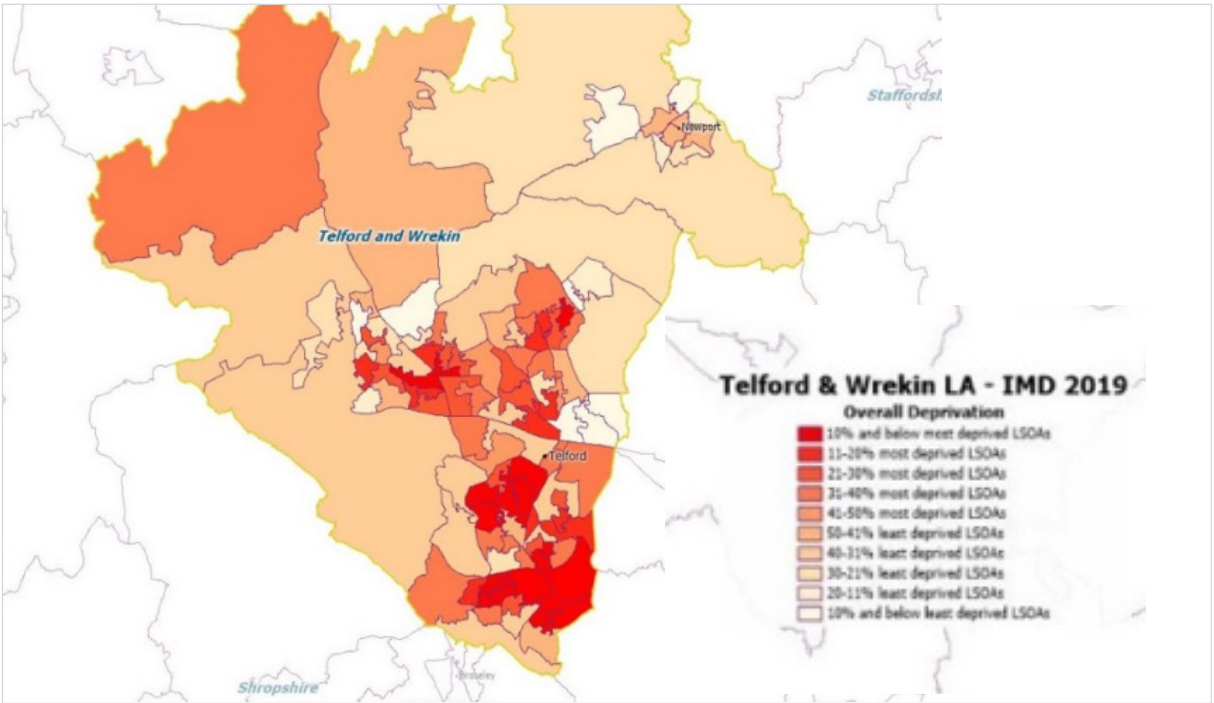 Staffordsh
Newport
Telford and Wrekin
Telford & Wrekin LA - IMD 2019
Overall Deprivation
10% and below most deprived LSOAs
11-20% most deprived LSOAs
21-30% most deprived LSOAs
31-40% most deprived LSOAs
41-50% most deprived LSOAs
50-41% least deprived LSOAs
40-31% least deprived LSOAs
30-21% least deprived LSOAs
20-11% least deprived LSOAs
10% and below least deprived LSOAs
Telford
Broseley
Shropshire